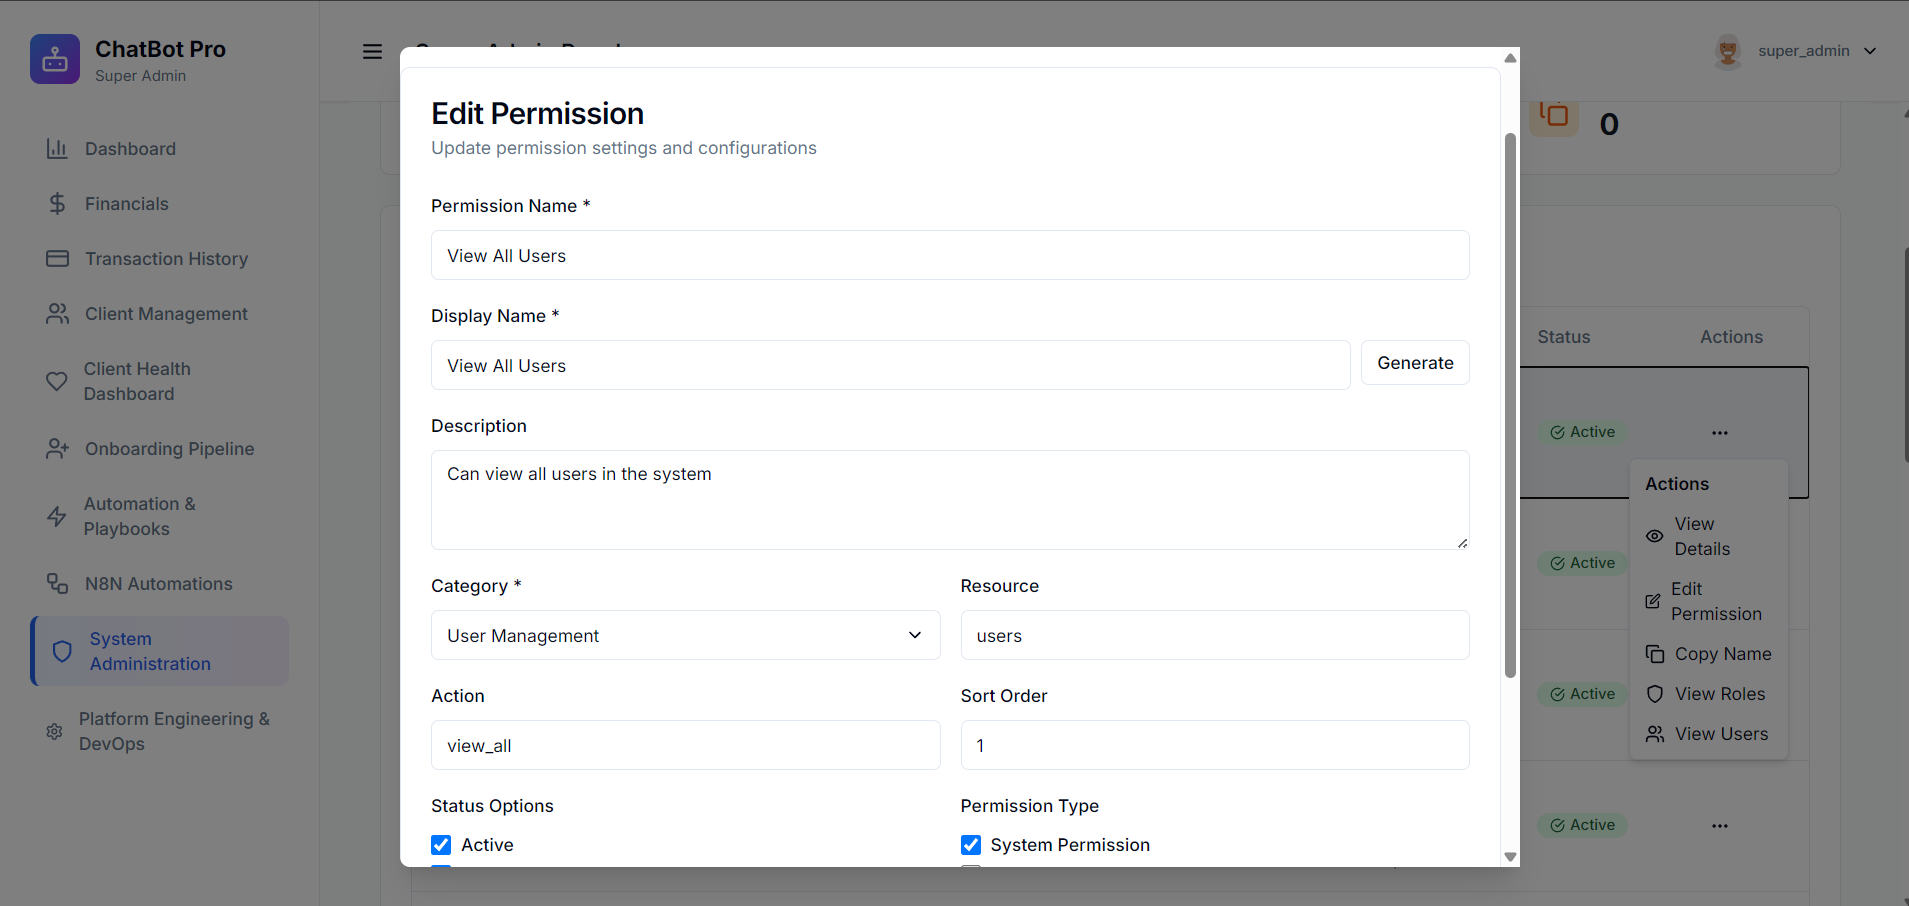 ChatBot Pro
Super Admin
Dashboard
Financials
Transaction History
Client Management
Client Health
Dashboard
Onboarding Pipeline
Automation &
Playbooks
N8N Automations
System
Administration
Platform Engineering &
DevOps
super_admin
0
Edit Permission
Update permission settings and configurations
Permission Name *
View All Users
Display Name *
View All Users
Generate
Description
Can view all users in the system
Category *
Resource
User Management
users
Action
Sort Order
view_all
1
Status Options
Permission Type
Active
System Permission
Status
Actions
Active
Active
Active
Active
Actions
View
Details
Edit
Permission
Copy Name
View Roles
View Users